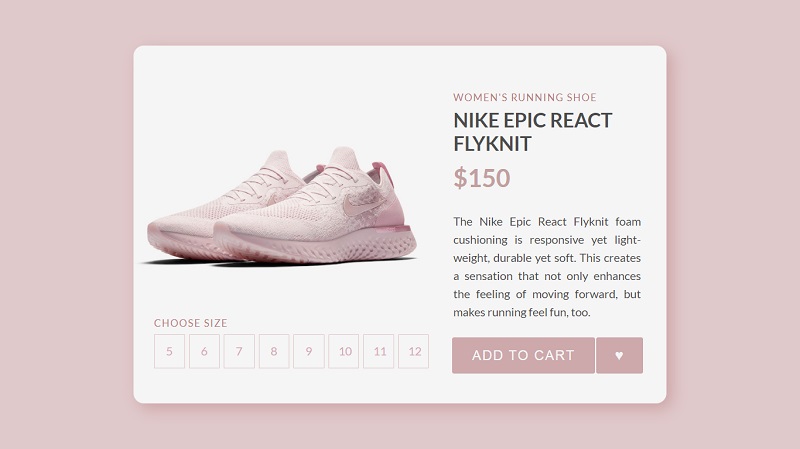 WOMEN'S RUNNING SHOE
NIKE EPIC REACT
FLYKNIT
$150
The Nike Epic React Flyknit foam
cushioning is responsive yet light-
weight, durable yet soft. This creates
a sensation that not only enhances
the feeling of moving forward, but
makes running feel fun, too.
CHOOSE SIZE
5 6 7 8 9 10 11 12
ADD TO CART ♥